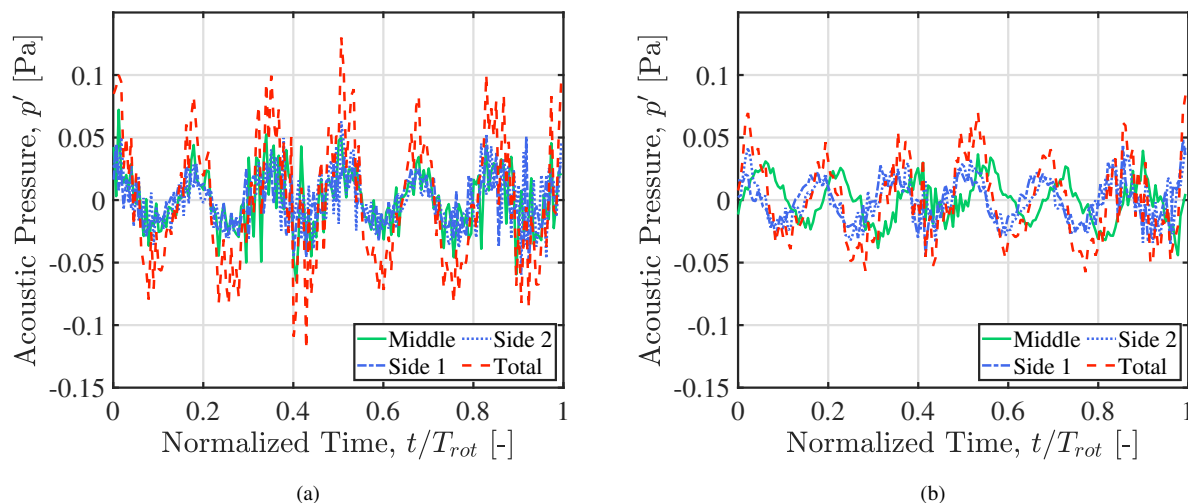 Acoustic Pressure, p′ [Pa]
0.1
0.05
0
-0.05
-0.1
-0.15
Middle
Side 2
Side 1
Total
0 0.2 0.4 0.6 0.8 1
Normalized Time, t/T_rot [-]
(a)
Acoustic Pressure, p′ [Pa]
0.1
0.05
0
-0.05
-0.1
-0.15
Middle
Side 2
Side 1
Total
0 0.2 0.4 0.6 0.8 1
Normalized Time, t/T_rot [-]
(b)